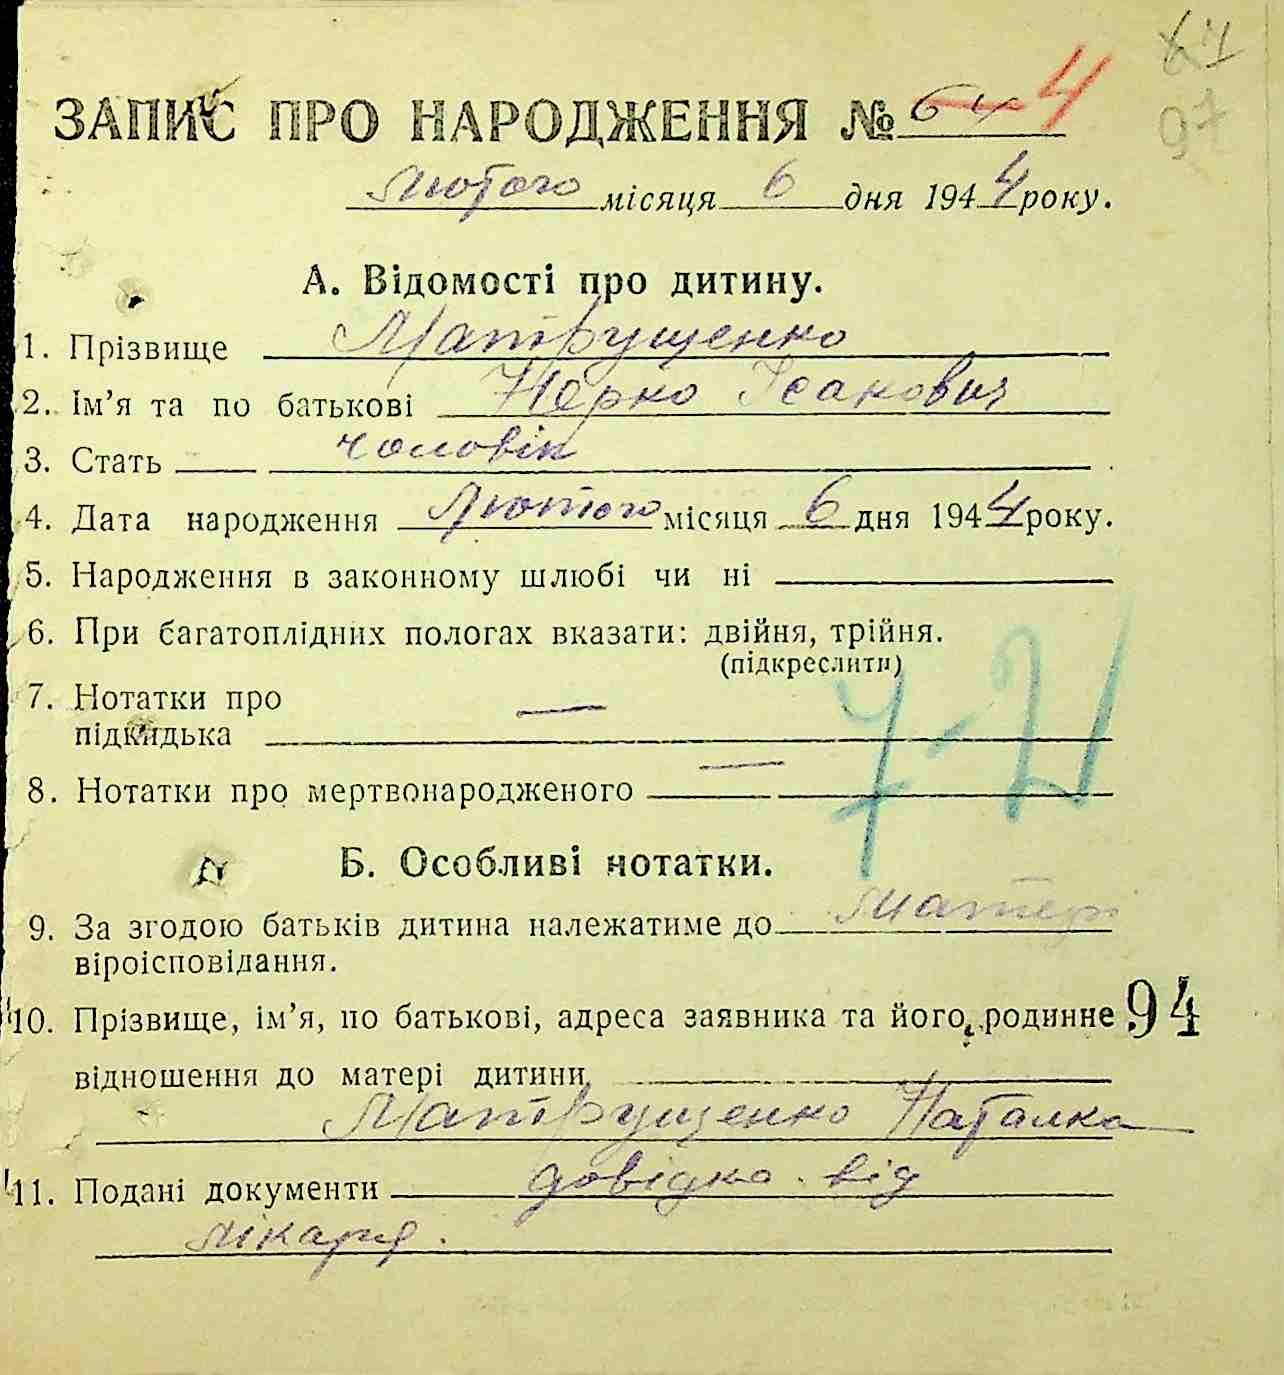 97
ЗАПИС ПРО НАРОДЖЕННЯ № 64 4
Лютого місяця 6 дня 1944 року.
А. Відомості про дитину.
1. Прізвище Матрущенко
2. Ім'я та по батькові Ісакович
3. Стать чоловік
4. Дата народження Лютого місяця 6 дня 1944 року.
5. Народження в законному шлюбі чи ні
6. При багатоплідних пологах вказати: двійня, трійня.
(підкреслити)
7. Нотатки про
підкидька —
8. Нотатки про мертвонародженого —
Б. Особливі нотатки.
9. За згодою батьків дитина належатиме до матері
віроісповідання.
10. Прізвище, ім'я, по батькові, адреса заявника та його родинне 94
відношення до матері дитини
Матрущенко Наталка
11. Подані документи довідка від
лікаря.